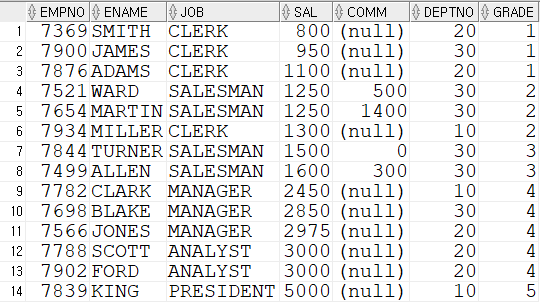 EMPNO ENAME JOB SAL COMM DEPTNO GRADE
1 7369 SMITH CLERK 800 (null) 20 1
2 7900 JAMES CLERK 950 (null) 30 1
3 7876 ADAMS CLERK 1100 (null) 20 1
4 7521 WARD SALESMAN 1250 500 30 2
5 7654 MARTIN SALESMAN 1250 1400 30 2
6 7934 MILLER CLERK 1300 (null) 10 2
7 7844 TURNER SALESMAN 1500 0 30 3
8 7499 ALLEN SALESMAN 1600 300 30 3
9 7782 CLARK MANAGER 2450 (null) 10 4
10 7698 BLAKE MANAGER 2850 (null) 30 4
11 7566 JONES MANAGER 2975 (null) 20 4
12 7788 SCOTT ANALYST 3000 (null) 20 4
13 7902 FORD ANALYST 3000 (null) 20 4
14 7839 KING PRESIDENT 5000 (null) 10 5